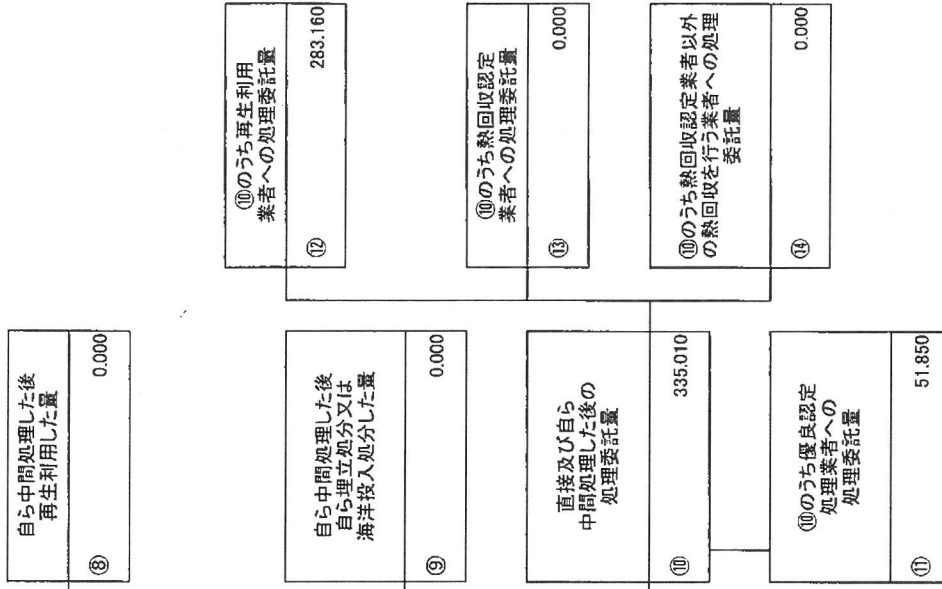 自ら中間処理した後
再生利用した量
⑧ 0.000
自ら中間処理した後
自ら埋立処分又は
海洋投入処分した量
⑨ 0.000
直接及び自ら
中間処理した後の
処理委託量
⑩ 335.010
⑩のうち優良認定
処理業者への
処理委託量
⑪ 51.850
⑩のうち再生利用
業者への処理委託量
⑫ 283.160
⑩のうち熱回収認定
業者への処理委託量
⑬ 0.000
⑩のうち熱回収認定業者以外
の熱回収を行う業者への処理
委託量
⑭ 0.000